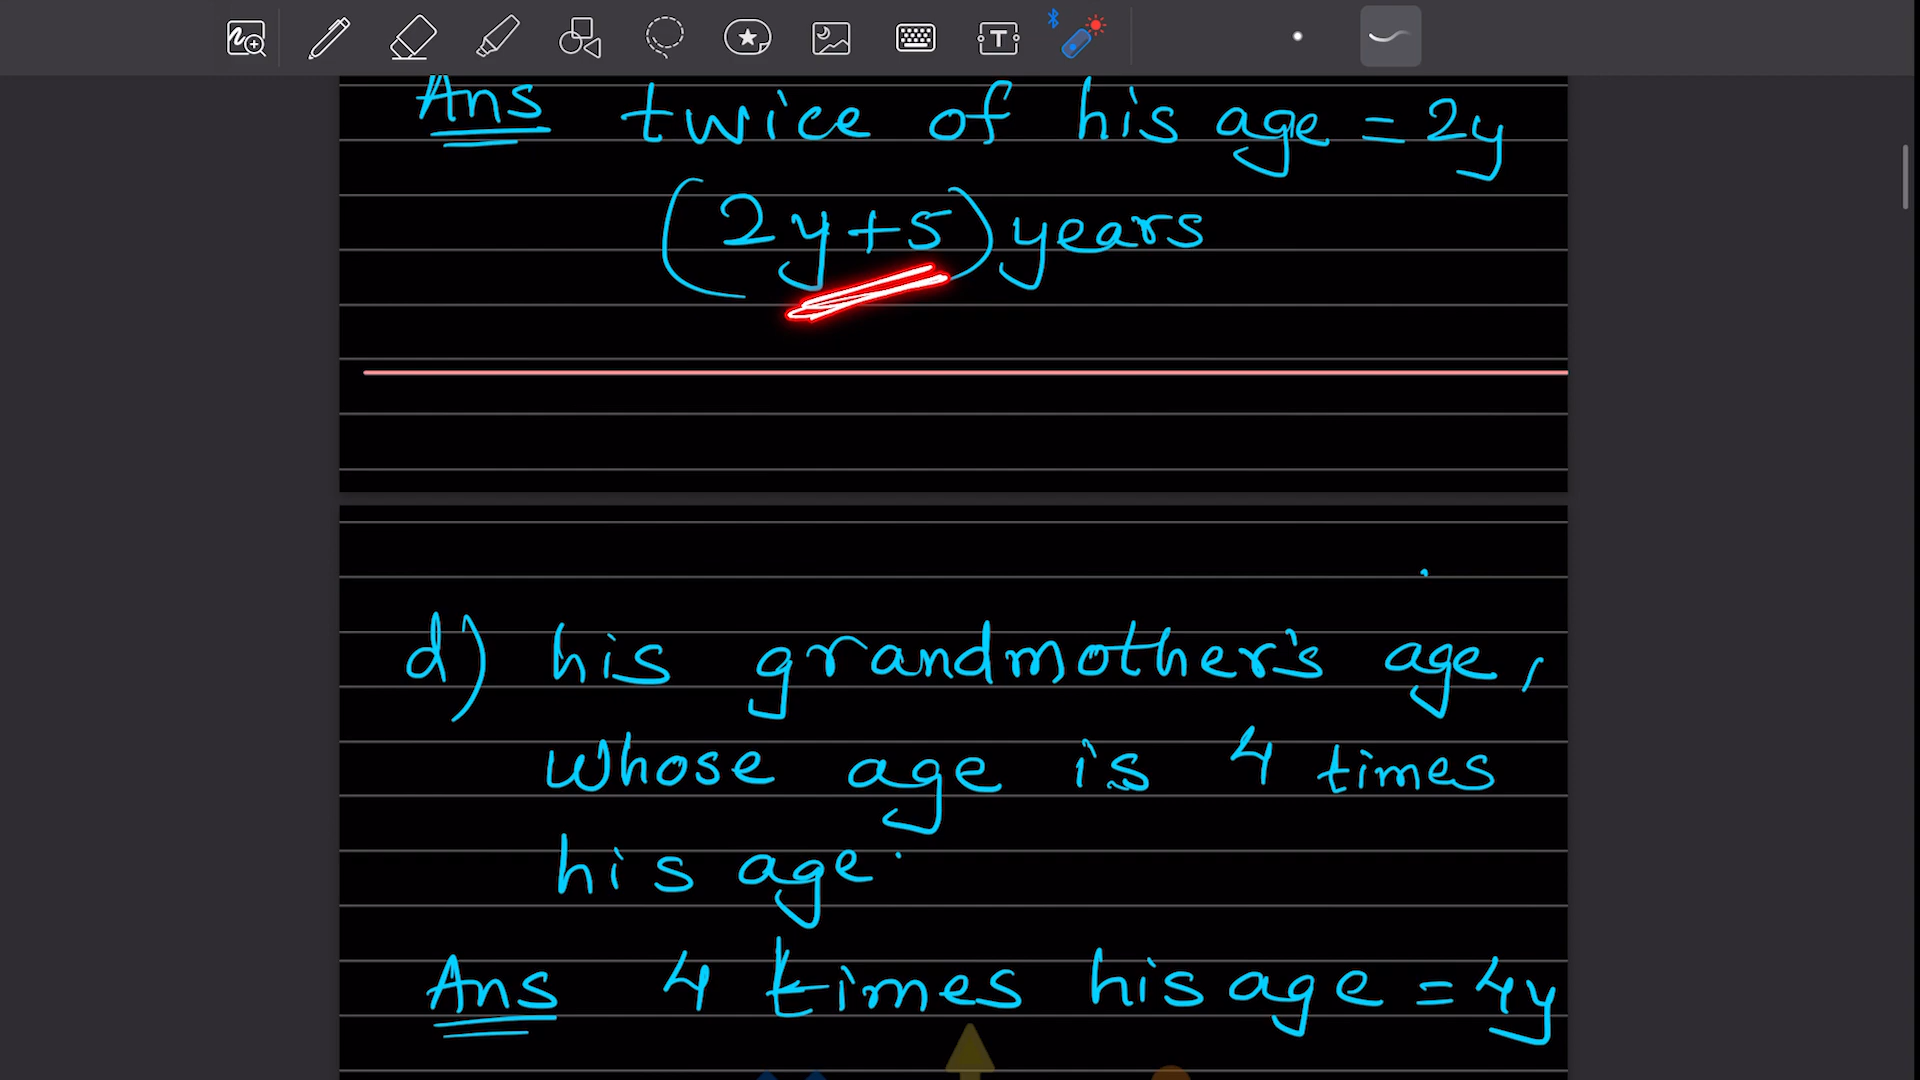 Ans twice of his age = 2y
(2y+5) years
d) his grandmother's age,
whose age is 4 times
his age.
Ans 4 times his age = 4y